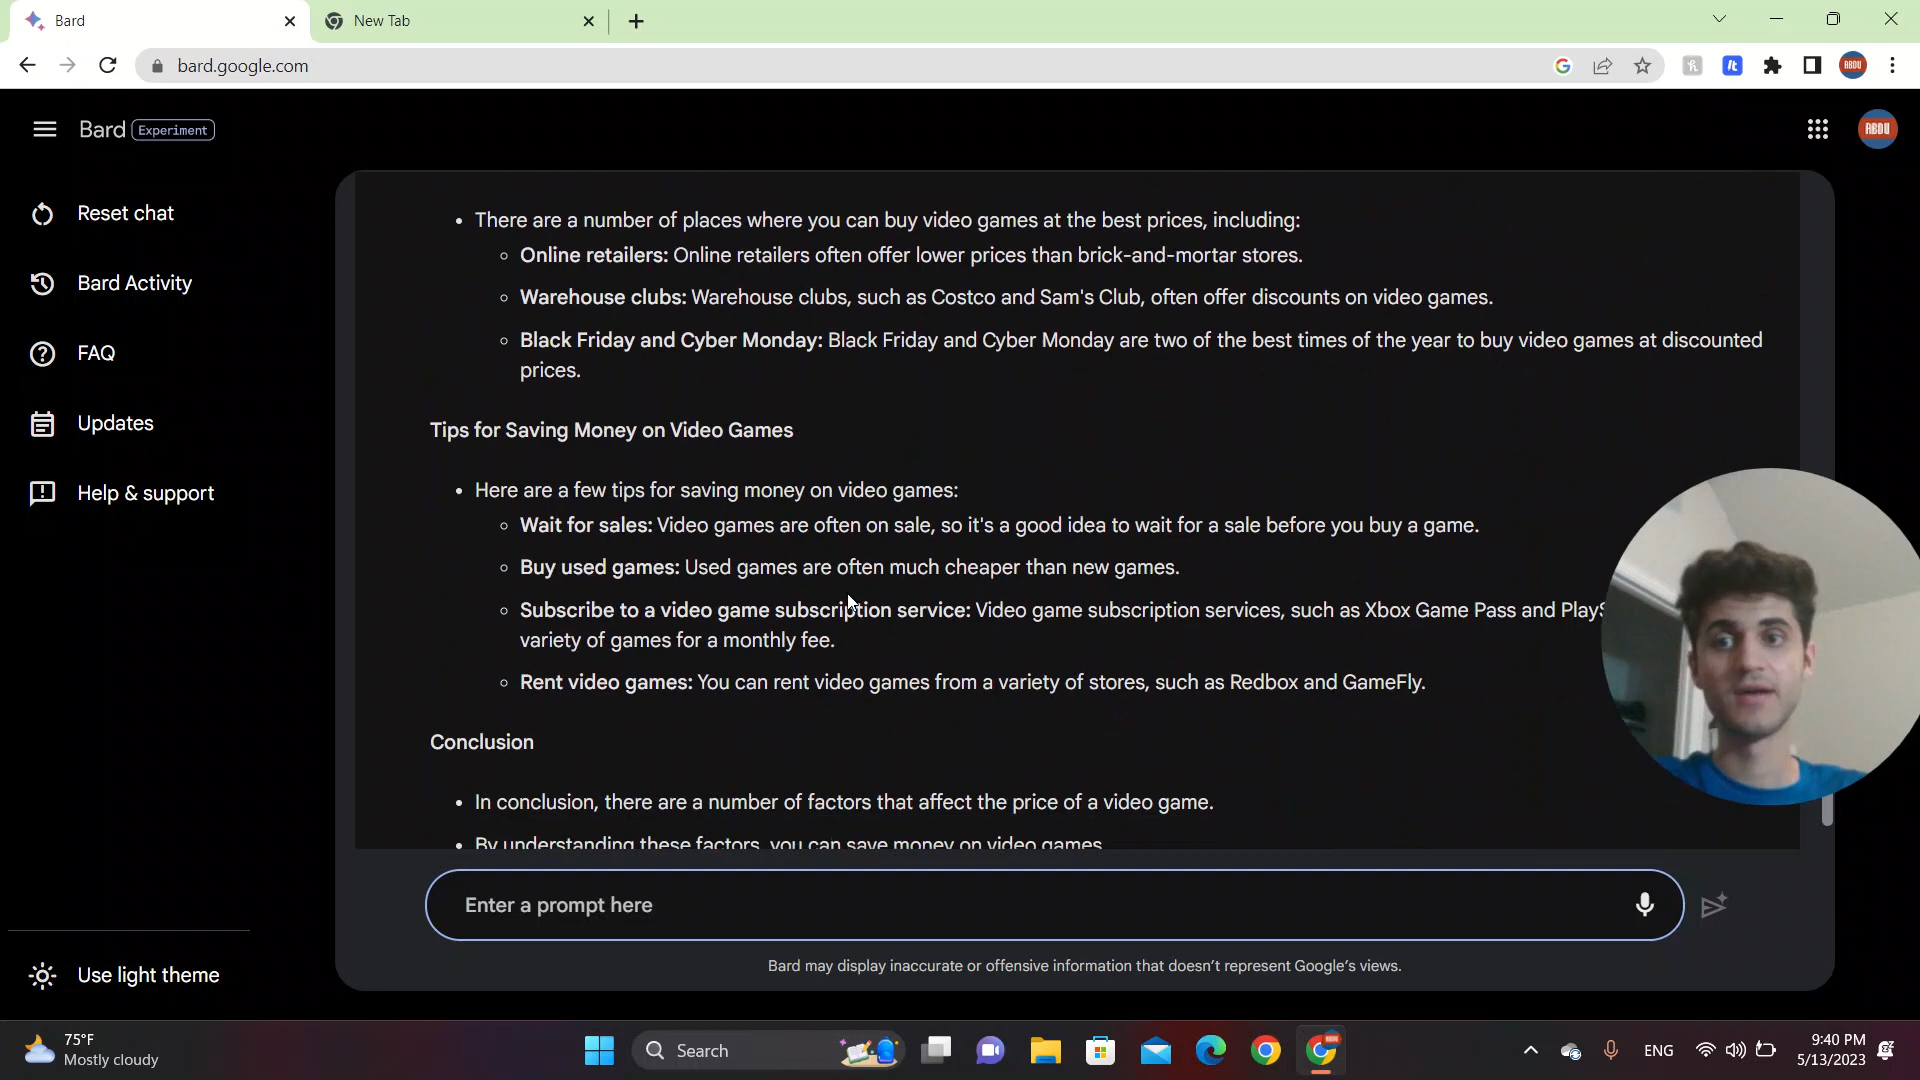 Bard
New Tab
bard.google.com
ABDU
Bard Experiment
ABDU
Reset chat
Bard Activity
FAQ
Updates
Help & support
Use light theme
There are a number of places where you can buy video games at the best prices, including:
Online retailers: Online retailers often offer lower prices than brick-and-mortar stores.
Warehouse clubs: Warehouse clubs, such as Costco and Sam's Club, often offer discounts on video games.
Black Friday and Cyber Monday: Black Friday and Cyber Monday are two of the best times of the year to buy video games at discounted
prices.
Tips for Saving Money on Video Games
Here are a few tips for saving money on video games:
Wait for sales: Video games are often on sale, so it's a good idea to wait for a sale before you buy a game.
Buy used games: Used games are often much cheaper than new games.
Subscribe to a video game subscription service: Video game subscription services, such as Xbox Game Pass and PlayS
variety of games for a monthly fee.
Rent video games: You can rent video games from a variety of stores, such as Redbox and GameFly.
Conclusion
In conclusion, there are a number of factors that affect the price of a video game.
By understanding these factors, you can save money on video games.
Enter a prompt here
Bard may display inaccurate or offensive information that doesn't represent Google's views.
75°F
Mostly cloudy
Search
ENG
9:40 PM
5/13/2023